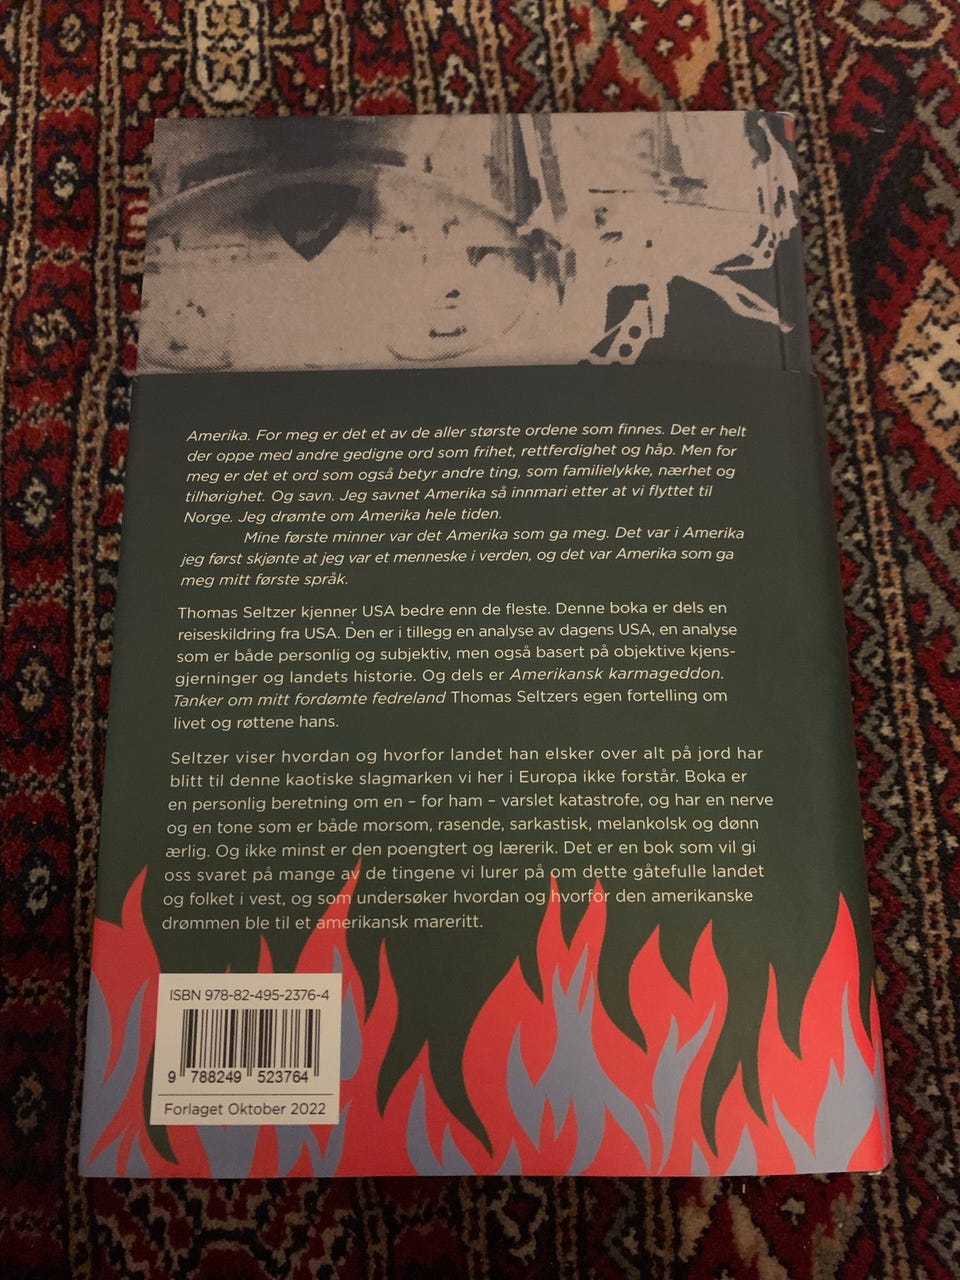 Amerika. For meg er det et av de aller største ordene som finnes. Det er helt
der oppe med andre gedigne ord som frihet, rettferdighet og håp. Men for
meg er det et ord som også betyr andre ting, som familielykke, nærhet og
tilhørighet. Og savn. Jeg savnet Amerika så innmari etter at vi flyttet til
Norge. Jeg drømte om Amerika hele tiden.
Mine første minner var det Amerika som ga meg. Det var i Amerika
jeg først skjønte at jeg var et menneske i verden, og det var Amerika som ga
meg mitt første språk.
Thomas Seltzer kjenner USA bedre enn de fleste. Denne boka er dels en
reiseskildring fra USA. Den er i tillegg en analyse av dagens USA, en analyse
som er både personlig og subjektiv, men også basert på objektive kjens-
gjerninger og landets historie. Og dels er Amerikansk karmageddon.
Tanker om mitt fordømte fedreland Thomas Seltzers egen fortelling om
livet og røttene hans.
Seltzer viser hvordan og hvorfor landet han elsker over alt på jord har
blitt til denne kaotiske slagmarken vi her i Europa ikke forstår. Boka er
en personlig beretning om en – for ham – varslet katastrofe, og har en nerve
og en tone som er både morsom, rasende, sarkastisk, melankolsk og dønn
ærlig. Og ikke minst er den poengtert og lærerik. Det er en bok som vil gi
oss svaret på mange av de tingene vi lurer på om dette gåtefulle landet
og folket i vest, og som undersøker hvordan og hvorfor den amerikanske
drømmen ble til et amerikansk mareritt.
ISBN 978-82-495-2376-4
9 788249 523764
Forlaget Oktober 2022